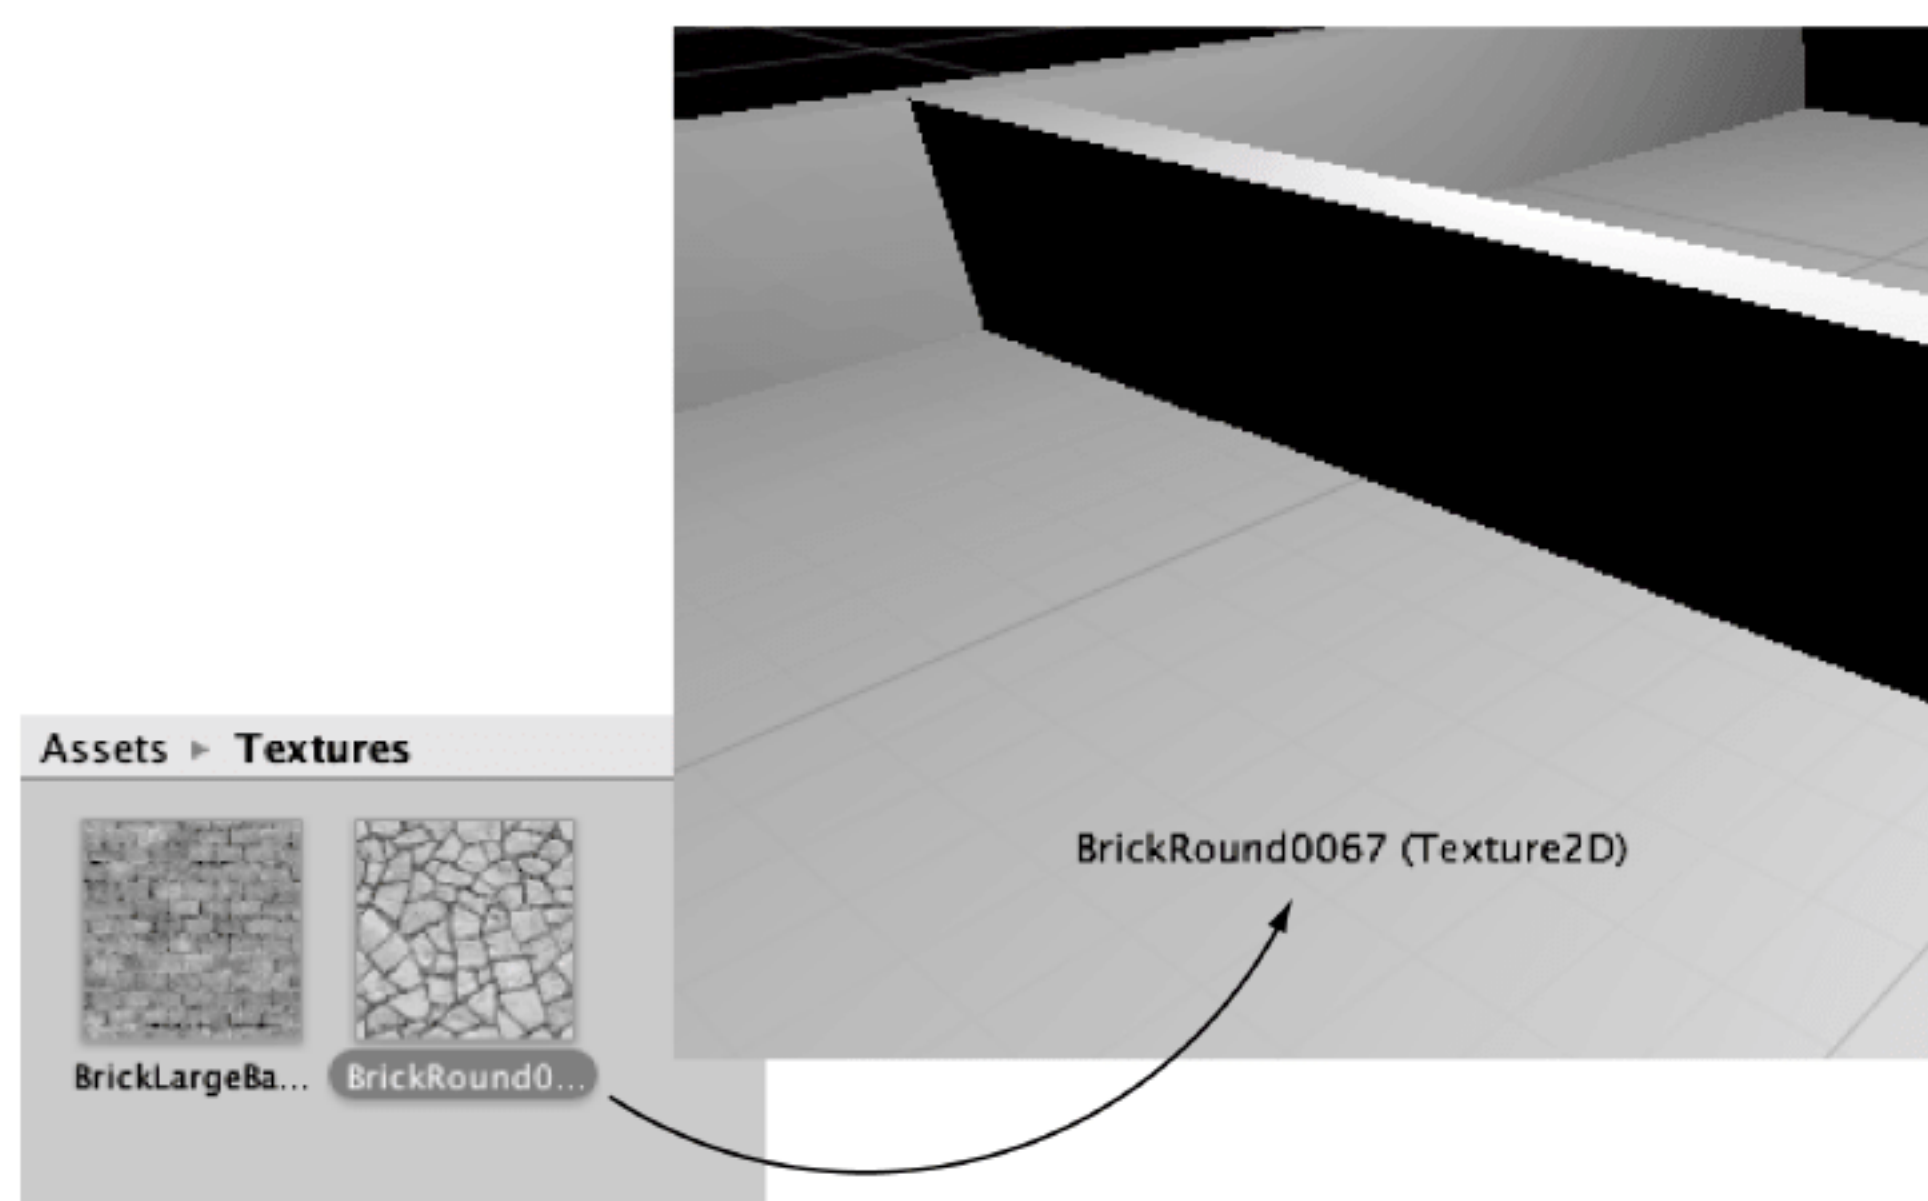 Assets ▸ Textures
BrickLargeBa...
BrickRound0...
BrickRound0067 (Texture2D)